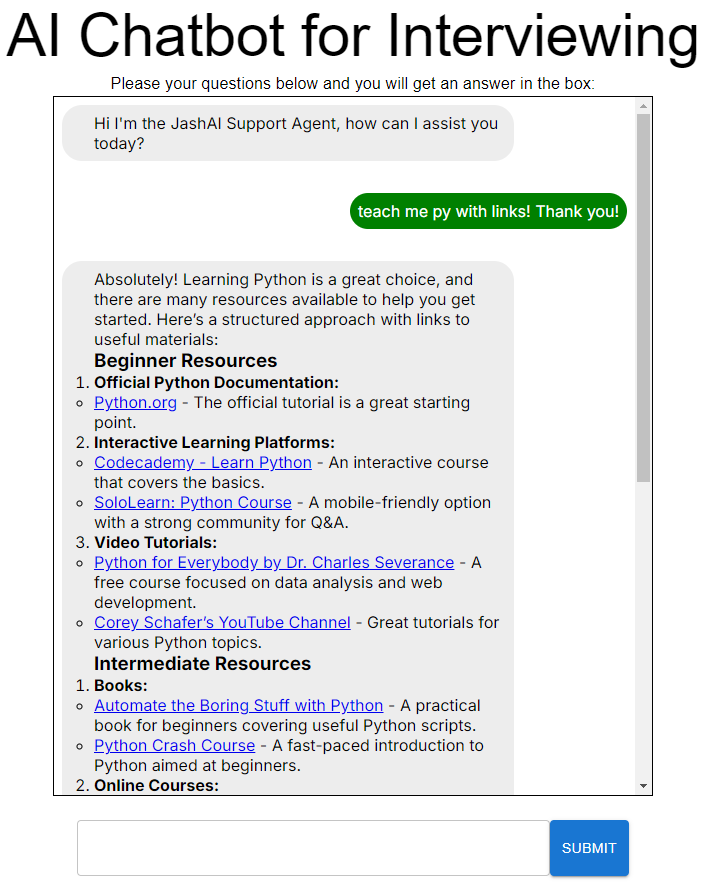 AI Chatbot for Interviewing
Please your questions below and you will get an answer in the box:
Hi I'm the JashAI Support Agent, how can I assist you
today?
teach me py with links! Thank you!
Absolutely! Learning Python is a great choice, and
there are many resources available to help you get
started. Here’s a structured approach with links to
useful materials:
Beginner Resources
1. Official Python Documentation:
◦ Python.org - The official tutorial is a great starting
point.
2. Interactive Learning Platforms:
◦ Codecademy - Learn Python - An interactive course
that covers the basics.
◦ SoloLearn: Python Course - A mobile-friendly option
with a strong community for Q&A.
3. Video Tutorials:
◦ Python for Everybody by Dr. Charles Severance - A
free course focused on data analysis and web
development.
◦ Corey Schafer’s YouTube Channel - Great tutorials for
various Python topics.
Intermediate Resources
1. Books:
◦ Automate the Boring Stuff with Python - A practical
book for beginners covering useful Python scripts.
◦ Python Crash Course - A fast-paced introduction to
Python aimed at beginners.
2. Online Courses:
SUBMIT